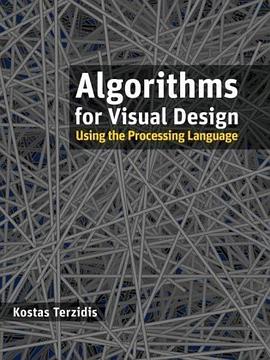 Algorithms
for Visual Design
Using the Processing Language
Kostas Terzidis